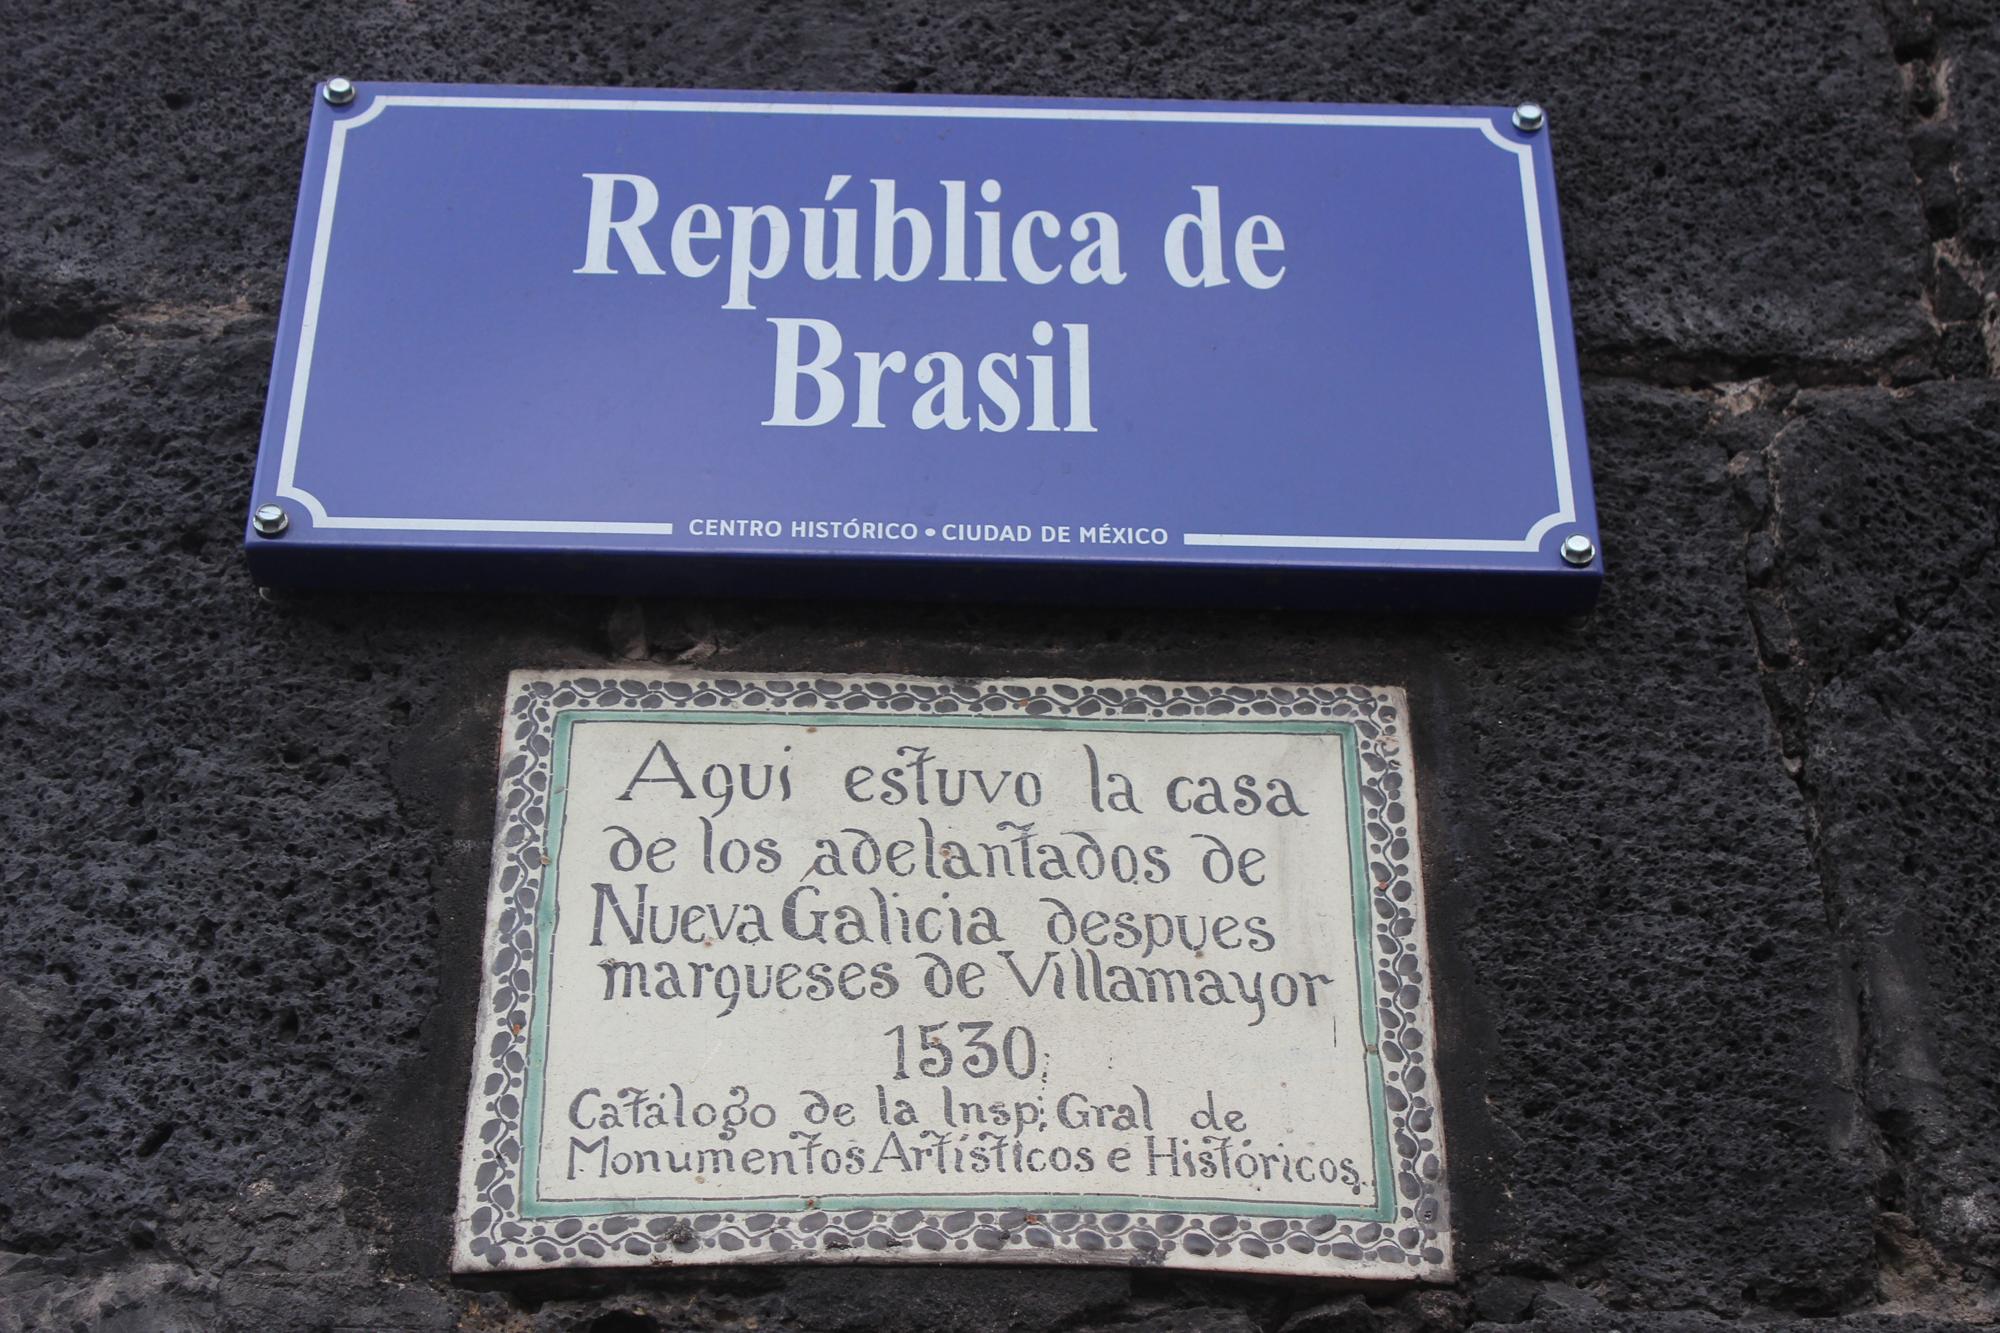 República de
Brasil
CENTRO HISTÓRICO • CIUDAD DE MÉXICO
Aqui estuvo la casa
de los adelantados de
Nueva Galicia despues
marqueses de Villamayor
1530
Catálogo de la Insp; Gral de
Monumentos Artísticos e Históricos.